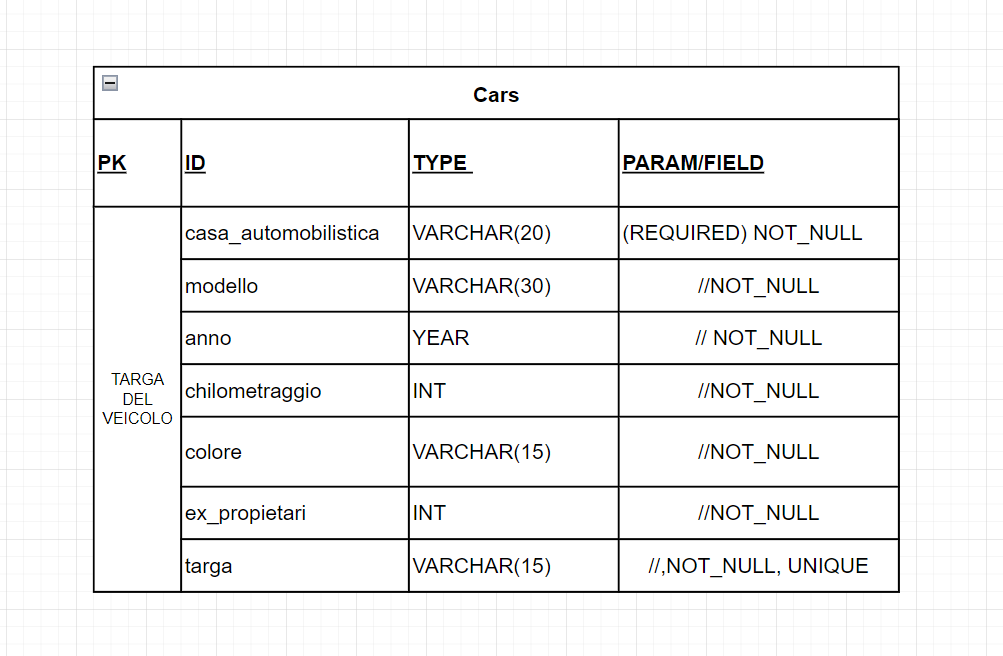 Cars
PK ID TYPE PARAM/FIELD
TARGA
DEL
VEICOLO
casa_automobilistica VARCHAR(20) (REQUIRED) NOT_NULL
modello VARCHAR(30) //NOT_NULL
anno YEAR // NOT_NULL
chilometraggio INT //NOT_NULL
colore VARCHAR(15) //NOT_NULL
ex_propietari INT //NOT_NULL
targa VARCHAR(15) //,NOT_NULL, UNIQUE